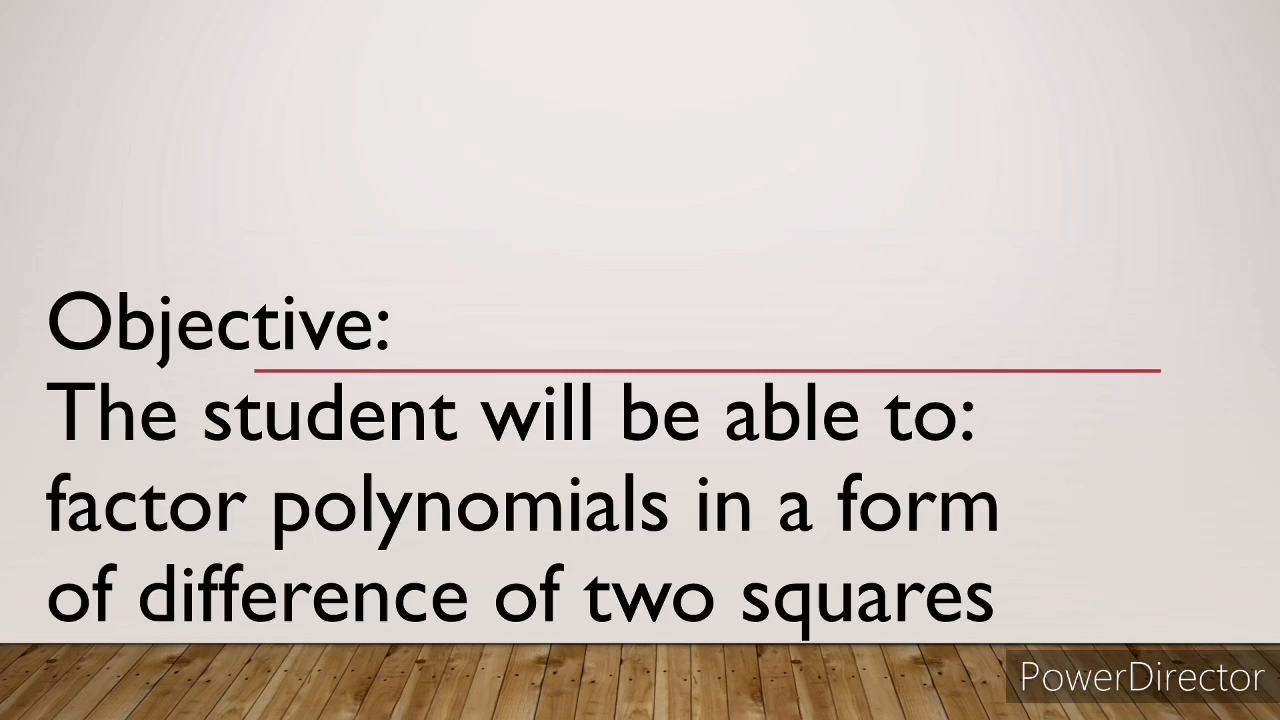 Objective:
The student will be able to:
factor polynomials in a form
of difference of two squares
PowerDirector